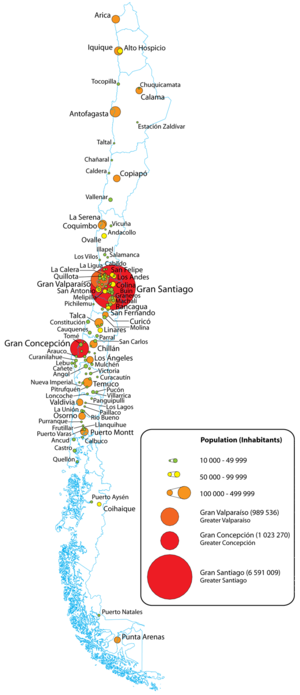 Arica
Iquique
Alto Hospicio
Tocopilla
Chuquicamata
Calama
Antofagasta
Estación Zaldívar
Taltal
Chañaral
Caldera
Copiapó
Vallenar
La Serena
Vicuña
Coquimbo
Andacollo
Ovalle
Illapel
Los Vilos
Salamanca
La Ligua
Cabildo
La Calera
San Felipe
Quillota
Los Andes
Gran Valparaíso
Colina
San Antonio
Buin
Gran Santiago
Melipilla
Graneros
Machalí
Pichilemu
Rancagua
San Fernando
Talca
Curicó
Constitución
Molina
Cauquenes
Linares
Tomé
Parral
Gran Concepción
San Carlos
Arauco
Chillán
Curanilahue
Los Ángeles
Lebu
Mulchén
Cañete
Victoria
Angol
Curacautín
Nueva Imperial
Temuco
Pitrufquén
Pucón
Loncoche
Villarrica
Valdivia
Panguipulli
La Unión
Los Lagos
Paillaco
Osorno
Río Bueno
Purranque
Llanquihue
Frutillar
Puerto Montt
Puerto Varas
Ancud
Calbuco
Castro
Quellón
Puerto Aysén
Coihaique
Puerto Natales
Punta Arenas
Population (Inhabitants)
10 000 - 49 999
50 000 - 99 999
100 000 - 499 999
Gran Valparaíso (989 536)
Greater Valparaíso
Gran Concepción (1 023 270)
Greater Concepción
Gran Santiago (6 591 009)
Greater Santiago